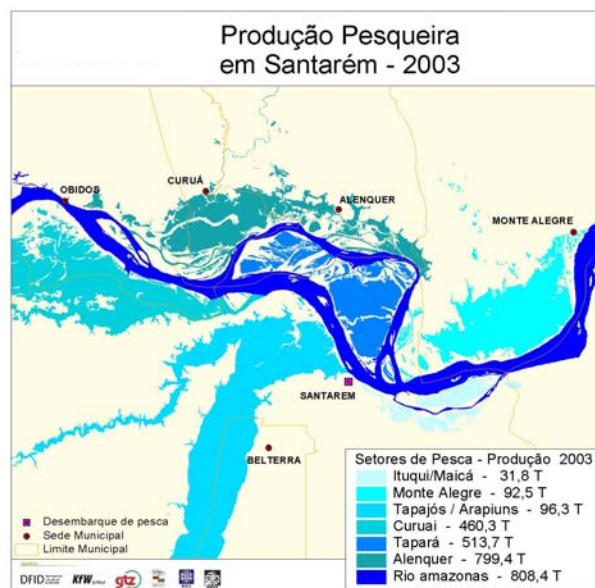 Produção Pesqueira
em Santarém - 2003
OBIDOS
CURUÁ
ALENQUER
MONTE ALEGRE
SANTAREM
BELTERRA
Desembarque de pesca
Sede Municipal
Limite Municipal
DFID
KfW
gtz
Setores de Pesca - Produção 2003
Ituqui/Maicá - 31,8 T
Monte Alegre - 92,5 T
Tapajós / Arapiuns - 96,3 T
Curuai - 460,3 T
Tapará - 513,7 T
Alenquer - 799,4 T
Rio amazonas - 808,4 T